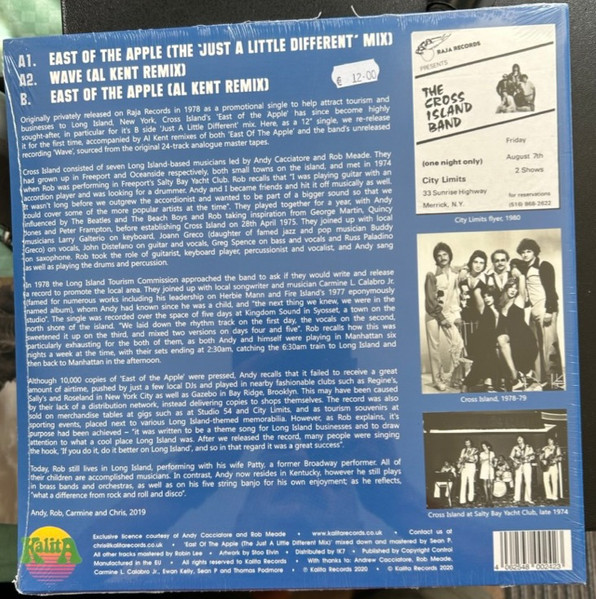 A1. EAST OF THE APPLE (THE 'JUST A LITTLE DIFFERENT' MIX)
A2. WAVE (AL KENT REMIX)
B. EAST OF THE APPLE (AL KENT REMIX)
€ 12-00
Originally privately released on Raja Records in 1978 as a promotional single to help attract tourism and
businesses to Long Island, New York, Cross Island's 'East of the Apple' has since become highly
sought-after, in particular for it's B side 'Just A Little Different' mix. Here, as a 12" single, we re-release
it for the first time, accompanied by Al Kent remixes of both 'East Of The Apple' and the band's unreleased
recording 'Wave', sourced from the original 24-track analogue master tapes.
Cross Island consisted of seven Long Island-based musicians led by Andy Cacciatore and Rob Meade. They
had grown up in Freeport and Oceanside respectively, both small towns on the island, and met in 1974
when Rob was performing in Freeport's Salty Bay Yacht Club. Rob recalls that "I was playing guitar with an
accordion player and was looking for a drummer. Andy and I became friends and hit it off musically as well.
It wasn't long before we outgrew the accordionist and wanted to be part of a bigger sound so that we
could cover some of the more popular artists at the time". They played together for a year, with Andy
influenced by The Beatles and The Beach Boys and Rob taking inspiration from George Martin, Quincy
Jones and Peter Frampton, before establishing Cross Island on 28th April 1975. They joined up with local
musicians Larry Galterio on keyboard, Joann Greco (daughter of famed jazz and pop musician Buddy
Greco) on vocals, John Distefano on guitar and vocals, Greg Spence on bass and vocals and Russ Paladino
on saxophone. Rob took the role of guitarist, keyboard player, percussionist and vocalist, and Andy sang
as well as playing the drums and percussion.
In 1978 the Long Island Tourism Commission approached the band to ask if they would write and release
a record to promote the local area. They joined up with local songwriter and musician Carmine L. Calabro Jr.
(famed for numerous works including his leadership on Herbie Mann and Fire Island's 1977 eponymously
named album), whom Andy had known since he was a child, and "the next thing we knew, we were in the
studio". The single was recorded over the space of five days at Kingdom Sound in Syosset, a town on the
north shore of the island. "We laid down the rhythm track on the first day, the vocals on the second,
sweetened it up on the third, and mixed two versions on days four and five". Rob recalls how this was
particularly exhausting for the both of them, as both Andy and himself were playing in Manhattan six
nights a week at the time, with their sets ending at 2:30am, catching the 6:30am train to Long Island and
then back to Manhattan in the afternoon.
Although 10,000 copies of 'East of the Apple' were pressed, Andy recalls that it failed to receive a great
amount of airtime, pushed by just a few local DJs and played in nearby fashionable clubs such as Regine's,
Sally's and Roseland in New York City as well as Gazebo in Bay Ridge, Brooklyn. This may have been caused
by their lack of a distribution network, instead delivering copies to shops themselves. The record was also
sold on merchandise tables at gigs such as at Studio 54 and City Limits, and as tourism souvenirs at
sporting events, placed next to various Long Island-themed memorabilia. However, as Rob explains, it's
purpose had been achieved – "it was written to be a theme song for Long Island businesses and to draw
attention to what a cool place Long Island was. After we released the record, many people were singing
the hook, 'If you do it, do it better on Long Island', and so in that regard it was a great success".
Today, Rob still lives in Long Island, performing with his wife Patty, a former Broadway performer. All of
their children are accomplished musicians. In contrast, Andy now resides in Kentucky, however he still plays
in brass bands and orchestras, as well as on his five string banjo for his own enjoyment; as he reflects,
"what a difference from rock and roll and disco".
Andy, Rob, Carmine and Chris, 2019
RAJA RECORDS
PRESENTS
THE
CROSS
ISLAND
BAND
Friday
(one night only)
August 7th
City Limits
2 Shows
33 Sunrise Highway
for reservations
Merrick, N.Y.
(516) 868-2622
City Limits flyer, 1980
Cross Island, 1978-79
Cross Island at Salty Bay Yacht Club, late 1974
Kalita
Exclusive licence courtesy of Andy Cacciatore and Rob Meade • www.kalitarecords.co.uk • Contact us at
chris@kalitarecords.co.uk • 'East Of The Apple (The Just A Little Different Mix)' mixed down and mastered by Sean P.
All other tracks mastered by Robin Lee • Artwork by Stoo Elvin • Distributed by !K7 • Published by Copyright Control
Manufactured in the EU • All rights reserved to Kalita Records • With thanks to: Andrew Cacciatore, Rob Meade,
Carmine L. Calabro Jr., Ewan Kelly, Sean P and Thomas Padmore • ℗ Kalita Records 2020 © Kalita Records 2020
4 062548 002423